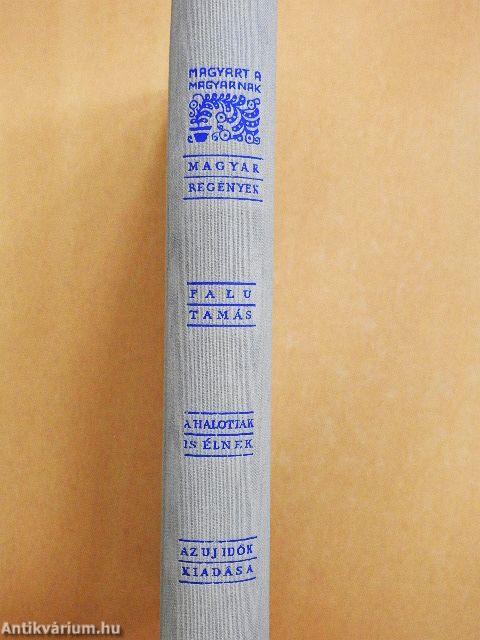 MAGYART A
MAGYARNAK
MAGYAR
REGÉNYEK
FALU
TAMÁS
A HALOTTAK
IS ÉLNEK
AZ UJ IDŐK
KIADÁSA
Antikvárium.hu